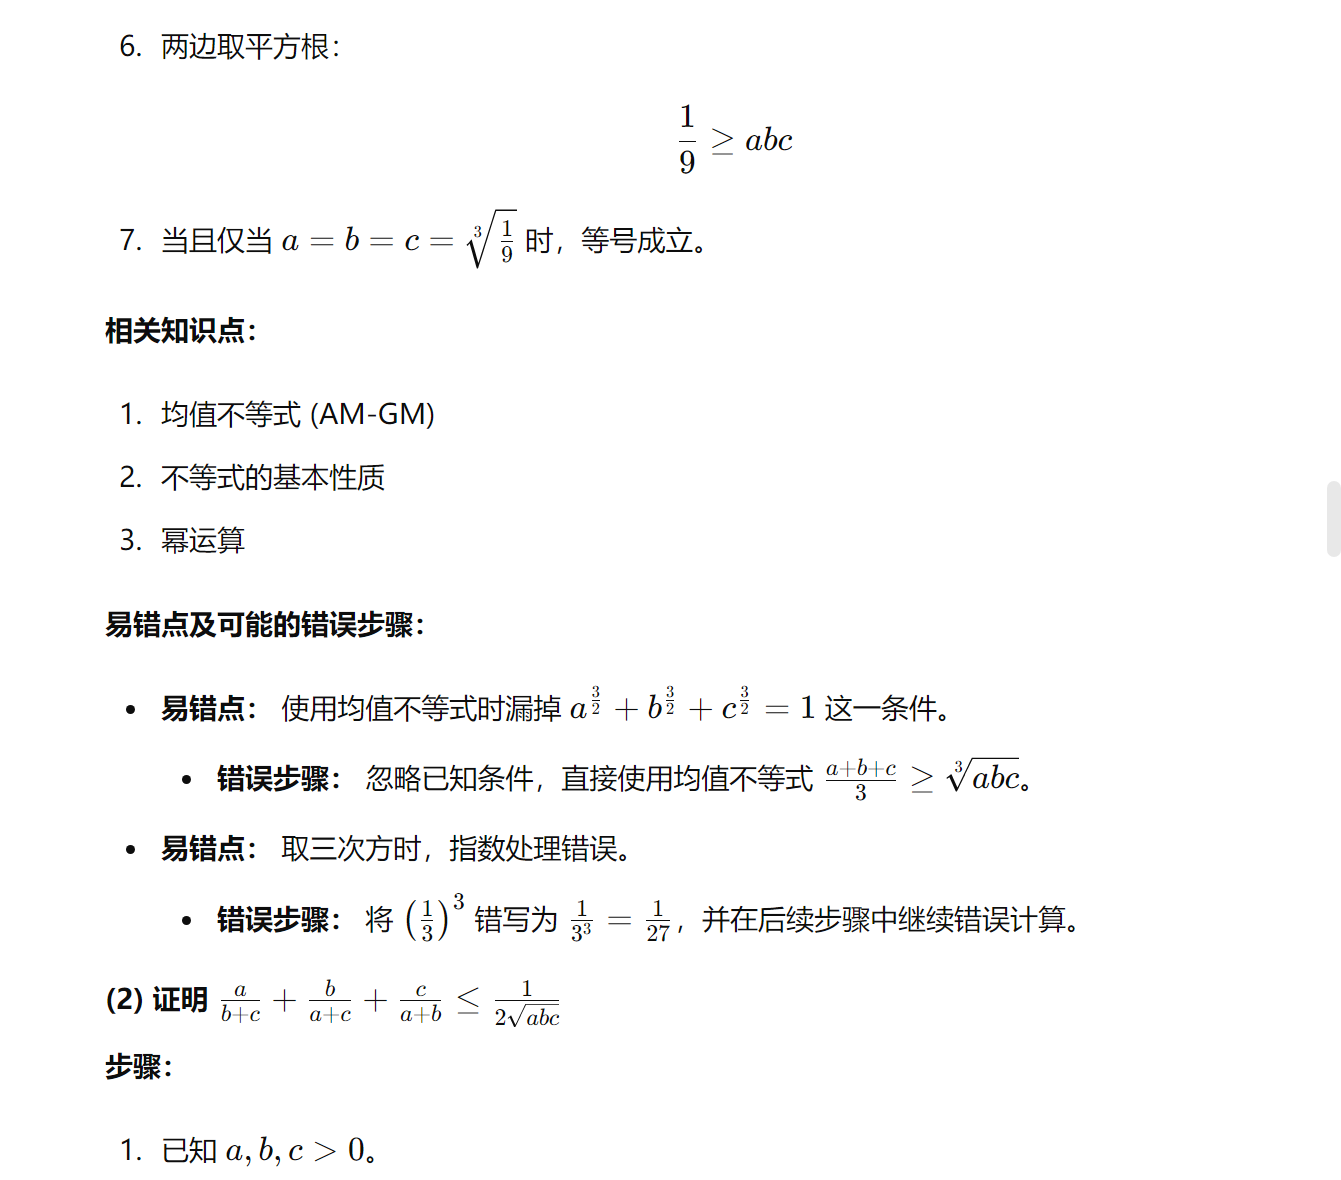 6. 两边取平方根：
$$\frac{1}{9} \geq abc$$
7. 当且仅当 $a = b = c = \sqrt[3]{\frac{1}{9}}$ 时，等号成立。
相关知识点：
1. 均值不等式 (AM-GM)
2. 不等式的基本性质
3. 幂运算
易错点及可能的错误步骤：
• 易错点： 使用均值不等式时漏掉 $a^{\frac{3}{2}} + b^{\frac{3}{2}} + c^{\frac{3}{2}} = 1$ 这一条件。
• 错误步骤： 忽略已知条件，直接使用均值不等式 $\frac{a+b+c}{3} \geq \sqrt[3]{abc}$。
• 易错点： 取三次方时，指数处理错误。
• 错误步骤： 将 $\left(\frac{1}{3}\right)^3$ 错写为 $\frac{1}{3^3} = \frac{1}{27}$，并在后续步骤中继续错误计算。
(2) 证明 $\frac{a}{b+c} + \frac{b}{a+c} + \frac{c}{a+b} \leq \frac{1}{2\sqrt{abc}}$
步骤：
1. 已知 $a, b, c > 0$。